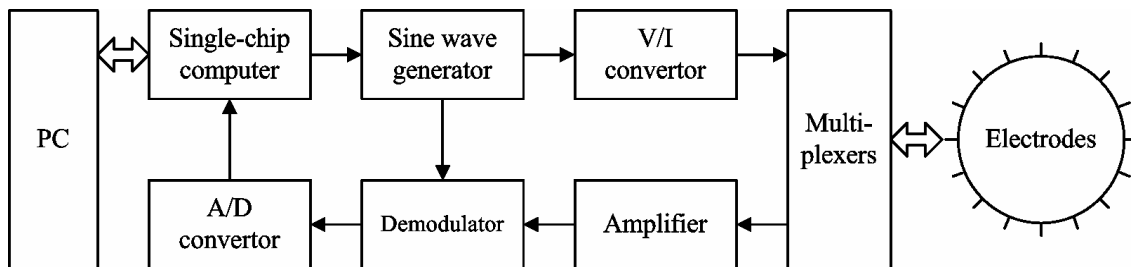 PC
Single-chip
computer
Sine wave
generator
V/I
convertor
Multi-
plexers
Electrodes
A/D
convertor
Demodulator
Amplifier